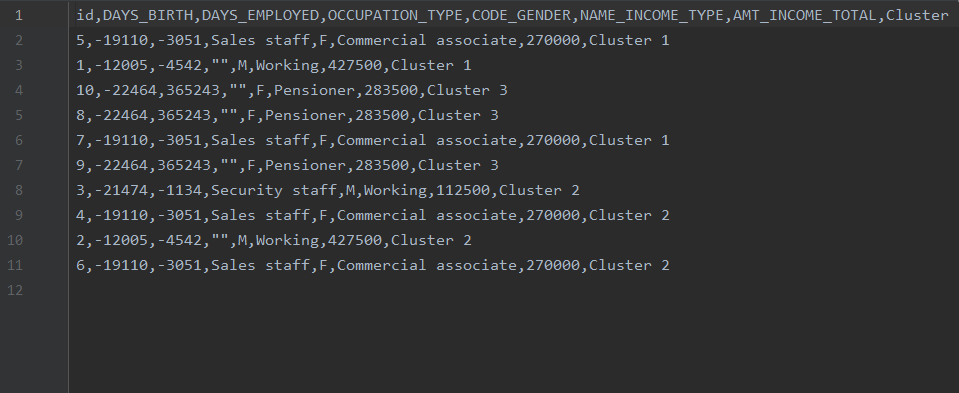 1 id,DAYS_BIRTH,DAYS_EMPLOYED,OCCUPATION_TYPE,CODE_GENDER,NAME_INCOME_TYPE,AMT_INCOME_TOTAL,Cluster
2 5,-19110,-3051,Sales staff,F,Commercial associate,270000,Cluster 1
3 1,-12005,-4542,"",M,Working,427500,Cluster 1
4 10,-22464,365243,"",F,Pensioner,283500,Cluster 3
5 8,-22464,365243,"",F,Pensioner,283500,Cluster 3
6 7,-19110,-3051,Sales staff,F,Commercial associate,270000,Cluster 1
7 9,-22464,365243,"",F,Pensioner,283500,Cluster 3
8 3,-21474,-1134,Security staff,M,Working,112500,Cluster 2
9 4,-19110,-3051,Sales staff,F,Commercial associate,270000,Cluster 2
10 2,-12005,-4542,"",M,Working,427500,Cluster 2
11 6,-19110,-3051,Sales staff,F,Commercial associate,270000,Cluster 2
12